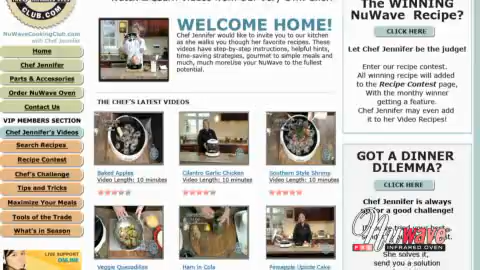 CLUB.COM
NuWaveCookingClub.com
with Chef Jennifer
Home
Chef Jennifer
Parts & Accessories
Order NuWave Oven
Contact Us
VIP MEMBERS SECTION
Chef Jennifer's Videos
Search Recipes
Recipe Contest
Chef's Challenge
Tips and Tricks
Maximize Your Meals
Tools of the Trade
What's in Season
LIVE SUPPORT
ONLINE
WELCOME HOME!
Chef Jennifer would like to invite you to our kitchen
as she walks you though her favorite recipes. These
videos have step-by-step instructions, helpful hints,
time-saving strategies, gourmet to simple meals and
much, much more
your NuWave to the fullest
potential.
THE CHEF'S LATEST VIDEOS
Baked Apples
Video Length: 10 minutes
Cilantro Garlic Chicken
Video Length: 10 minutes
Southern Style Shrimp
Video Length: 10 minutes
Veggie Quesadillas
Ham in Cola
Pineapple Upside Cake
The WINNING
NuWave Recipe?
CLICK HERE
Let Chef Jennifer be the judge!
Enter our recipe contest.
All winning recipe will added
to the Recipe Contest page,
With the monthy winner
getting a feature.
Chef Jennifer may even add
it to her Video Recipes!
GOT A DINNER
DILEMMA?
CLICK HERE
Chef Jennifer is always
up for a good challenge!
NuWave
PRO INFRARED OVEN
She solves it,
send you a solution